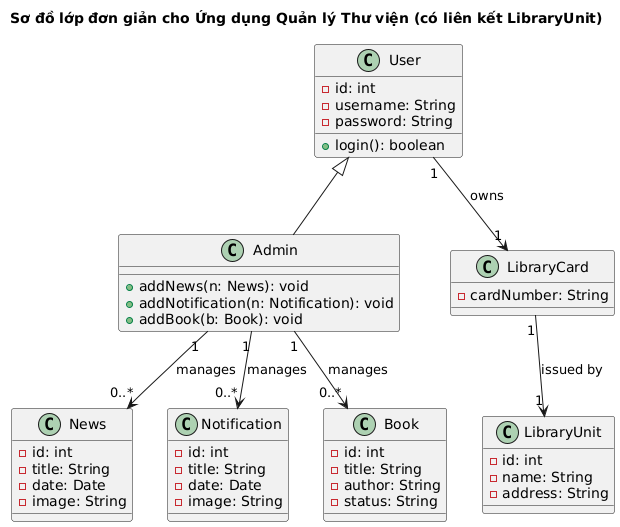 Sơ đồ lớp đơn giản cho Ứng dụng Quản lý Thư viện (có liên kết LibraryUnit)
C User
id: int
username: String
password: String
login(): boolean
1
owns
1
C Admin
addNews(n: News): void
addNotification(n: Notification): void
addBook(b: Book): void
C LibraryCard
cardNumber: String
1
manages
0..*
1
manages
0..*
1
manages
0..*
1
issued by
1
C News
id: int
title: String
date: Date
image: String
C Notification
id: int
title: String
date: Date
image: String
C Book
id: int
title: String
author: String
status: String
C LibraryUnit
id: int
name: String
address: String